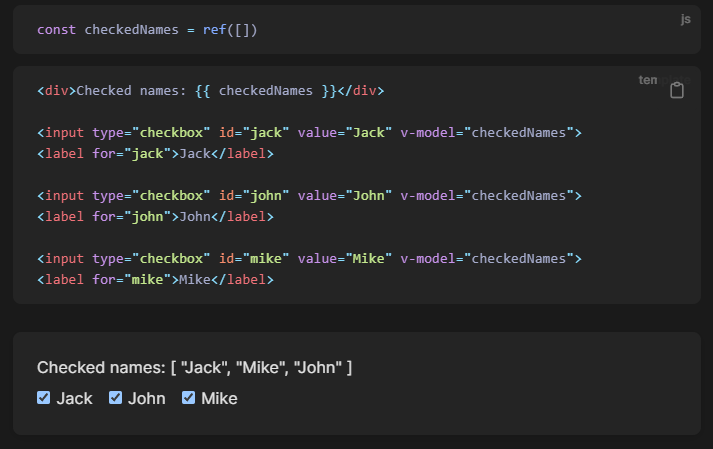 js
const checkedNames = ref([])
tem
<div>Checked names: {{ checkedNames }}</div>
<input type="checkbox" id="jack" value="Jack" v-model="checkedNames">
<label for="jack">Jack</label>
<input type="checkbox" id="john" value="John" v-model="checkedNames">
<label for="john">John</label>
<input type="checkbox" id="mike" value="Mike" v-model="checkedNames">
<label for="mike">Mike</label>
Checked names: [ "Jack", "Mike", "John" ]
Jack John Mike